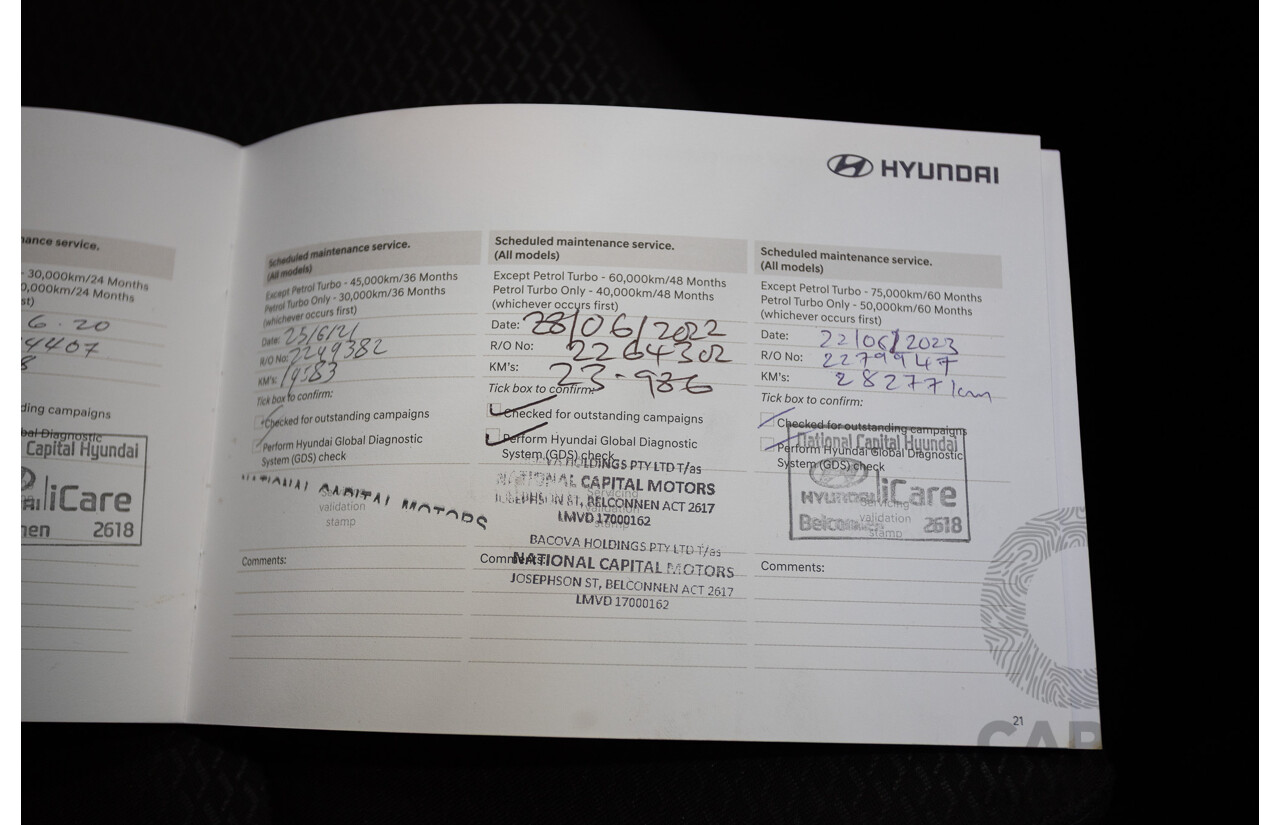 HYUNDAI
nance service.
30,000km/24 Months
0,000km/24 Months
st)
6.20
4407
8
ding campaigns
bal Diagnostic
Capital Hyundai
iCare
nen 2618
Scheduled maintenance service.
(All models)
Except Petrol Turbo - 45,000km/36 Months
Petrol Turbo Only - 30,000km/36 Months
(whichever occurs first)
Date: 25/6/21
R/O No: 2249382
KM's: 19583
Tick box to confirm:
Checked for outstanding campaigns
Perform Hyundai Global Diagnostic
System (GDS) check
NATIONAL CAPITAL MOTORS
validation
stamp
Comments:
Scheduled maintenance service.
(All models)
Except Petrol Turbo - 60,000km/48 Months
Petrol Turbo Only - 40,000km/48 Months
(whichever occurs first)
Date: 28/06/2022
R/O No: 2264302
KM's: 23-986
Tick box to confirm:
Checked for outstanding campaigns
Perform Hyundai Global Diagnostic
System (GDS) check
HOLDINGS PTY LTD T/as
NATIONAL CAPITAL MOTORS
JOSEPHSON ST, BELCONNEN ACT 2617
LMVD 17000162
Servicing
validation
stamp
BACOVA HOLDINGS PTY LTD T/as
Comments:
NATIONAL CAPITAL MOTORS
JOSEPHSON ST, BELCONNEN ACT 2617
LMVD 17000162
Scheduled maintenance service.
(All models)
Except Petrol Turbo - 75,000km/60 Months
Petrol Turbo Only - 50,000km/60 Months
(whichever occurs first)
Date: 22/06/2023
R/O No: 2279947
KM's: 28277km
Tick box to confirm:
Checked for outstanding campaigns
Perform Hyundai Global Diagnostic
System (GDS) check
National Capital Hyundai
HYUNDAI iCare
Servicing
validation
stamp
2618
Comments:
21
CAR